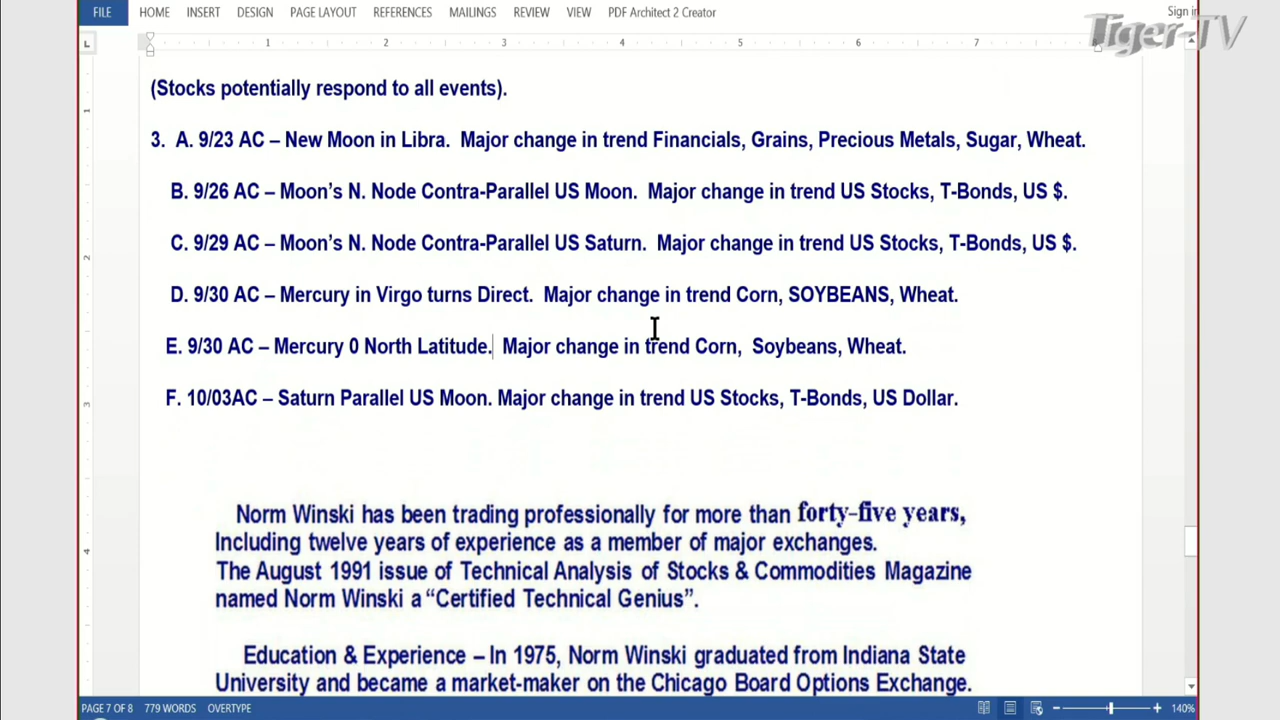 FILE HOME INSERT DESIGN PAGE LAYOUT REFERENCES MAILINGS REVIEW VIEW PDF Architect 2 Creator Sign in
Tiger-TV
L 1 2 3 4 5 6 7
(Stocks potentially respond to all events).
3. A. 9/23 AC – New Moon in Libra. Major change in trend Financials, Grains, Precious Metals, Sugar, Wheat.
B. 9/26 AC – Moon's N. Node Contra-Parallel US Moon. Major change in trend US Stocks, T-Bonds, US $.
C. 9/29 AC – Moon's N. Node Contra-Parallel US Saturn. Major change in trend US Stocks, T-Bonds, US $.
D. 9/30 AC – Mercury in Virgo turns Direct. Major change in trend Corn, SOYBEANS, Wheat.
E. 9/30 AC – Mercury 0 North Latitude. Major change in trend Corn, Soybeans, Wheat.
F. 10/03AC – Saturn Parallel US Moon. Major change in trend US Stocks, T-Bonds, US Dollar.
Norm Winski has been trading professionally for more than forty-five years,
Including twelve years of experience as a member of major exchanges.
The August 1991 issue of Technical Analysis of Stocks & Commodities Magazine
named Norm Winski a “Certified Technical Genius”.
Education & Experience – In 1975, Norm Winski graduated from Indiana State
University and became a market-maker on the Chicago Board Options Exchange.
PAGE 7 OF 8 779 WORDS OVERTYPE 140%